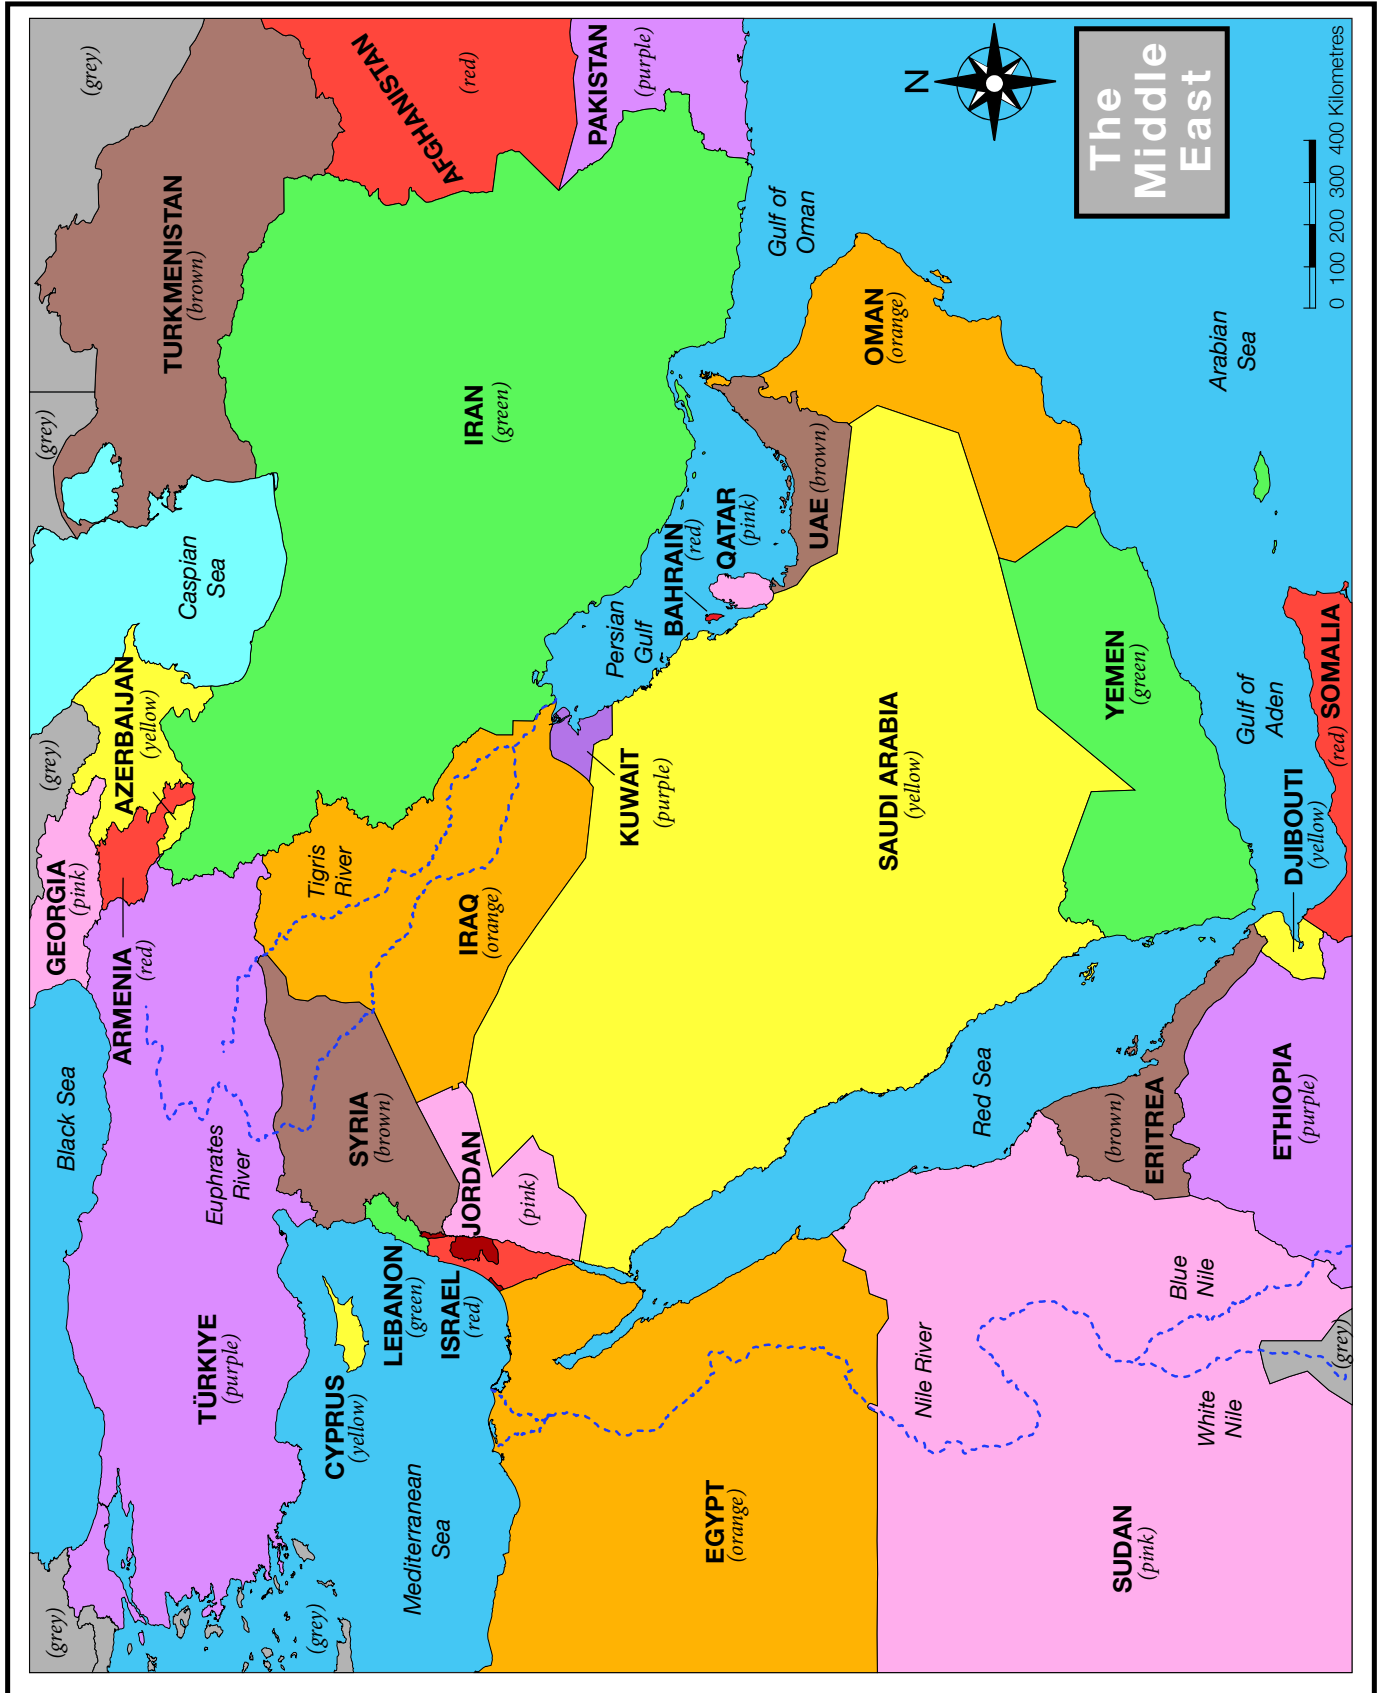 (grey)
(grey)
(grey)
TURKMENISTAN
(brown)
AFGHANISTAN
(red)
PAKISTAN
(purple)
N
The
Middle
East
0 100 200 300 400 Kilometres
Black Sea
GEORGIA
(pink)
ARMENIA
(red)
AZERBAIJAN
(yellow)
Caspian
Sea
(grey)
(grey)
TÜRKIYE
(purple)
Euphrates
River
Tigris
River
IRAN
(green)
CYPRUS
(yellow)
SYRIA
(brown)
LEBANON
(green)
ISRAEL
(red)
JORDAN
(pink)
IRAQ
(orange)
Mediterranean
Sea
KUWAIT
(purple)
Persian
Gulf
BAHRAIN
(red)
QATAR
(pink)
UAE (brown)
Gulf of
Oman
OMAN
(orange)
EGYPT
(orange)
SAUDI ARABIA
(yellow)
Red Sea
Nile River
YEMEN
(green)
Arabian
Sea
SUDAN
(pink)
White
Nile
Blue
Nile
(brown)
ERITREA
ETHIOPIA
(purple)
DJIBOUTI
(yellow)
Gulf of
Aden
(red) SOMALIA
(grey)